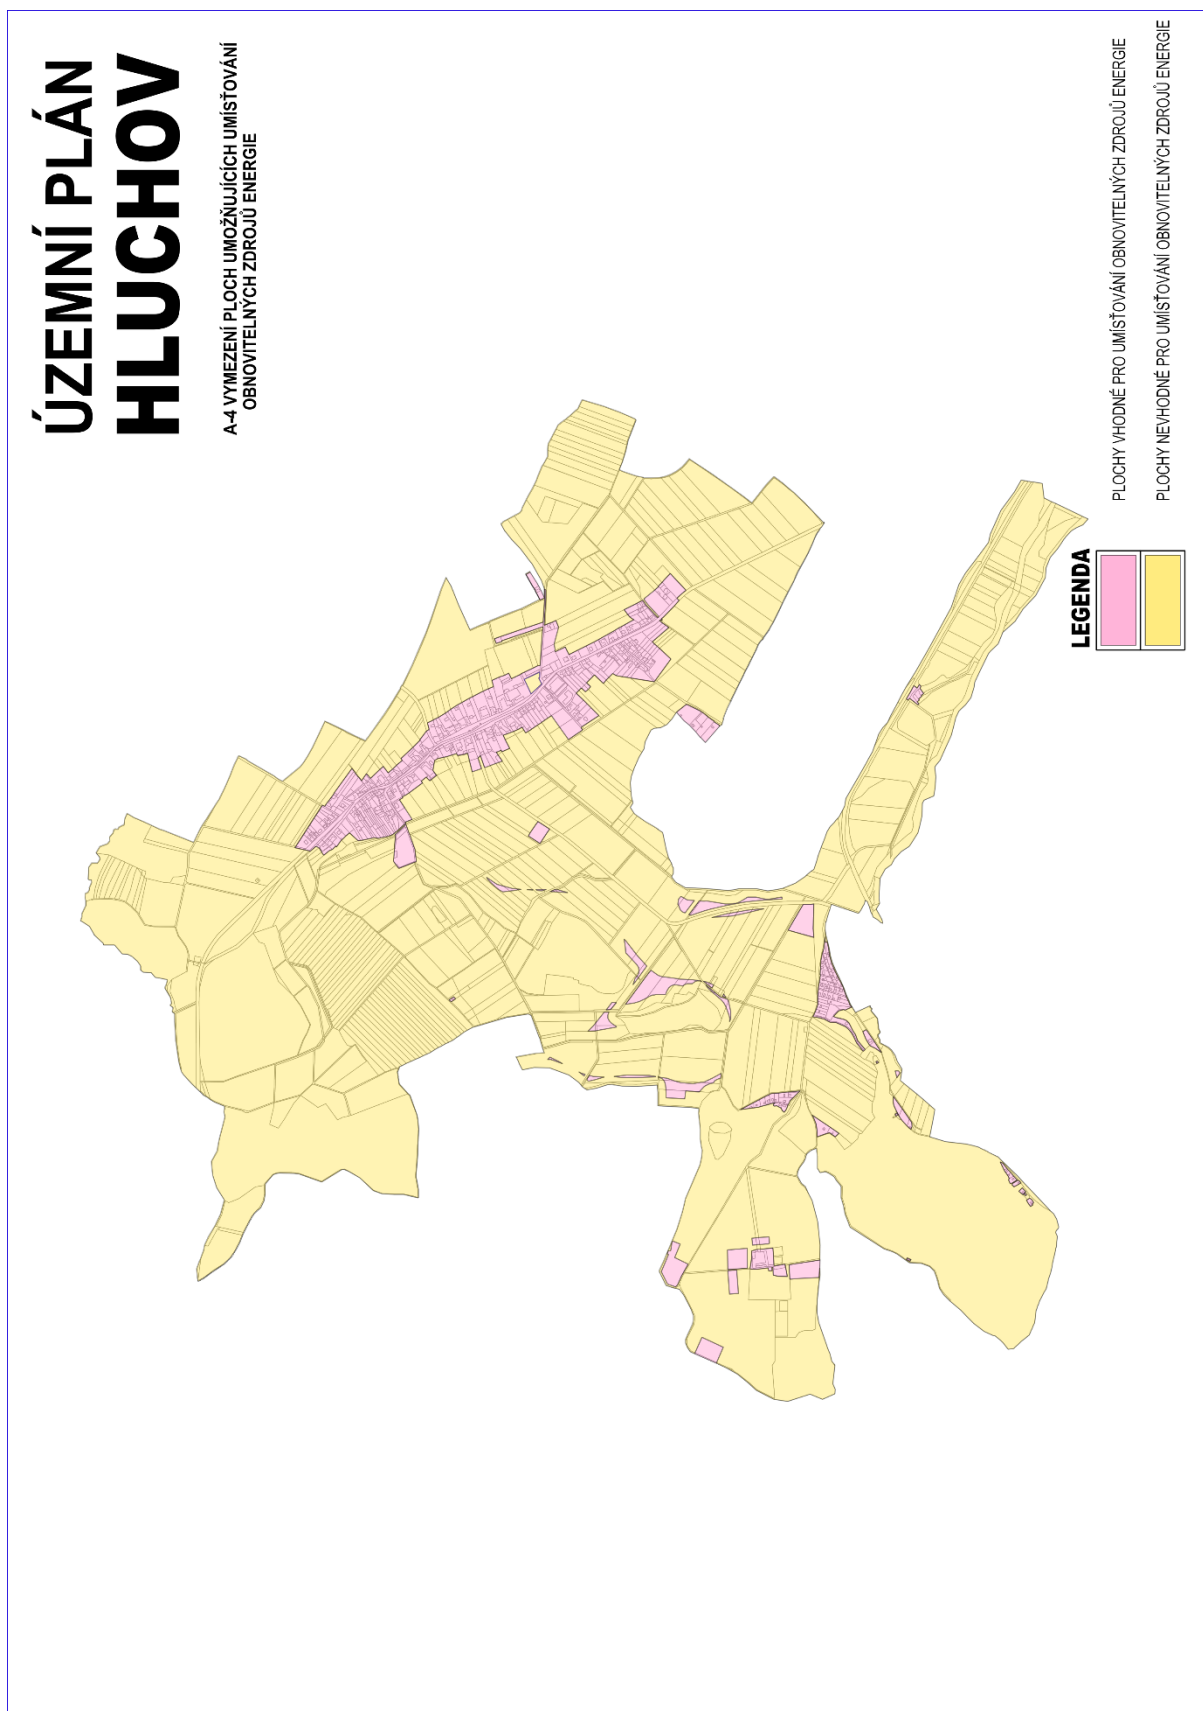 ÚZEMNÍ PLÁN
HLUCHOV
A-4 VYMEZENÍ PLOCH UMOŽŇUJÍCÍCH UMÍSŤOVÁNÍ
OBNOVITELNÝCH ZDROJŮ ENERGIE
LEGENDA
PLOCHY VHODNÉ PRO UMÍSŤOVÁNÍ OBNOVITELNÝCH ZDROJŮ ENERGIE
PLOCHY NEVHODNÉ PRO UMÍSŤOVÁNÍ OBNOVITELNÝCH ZDROJŮ ENERGIE